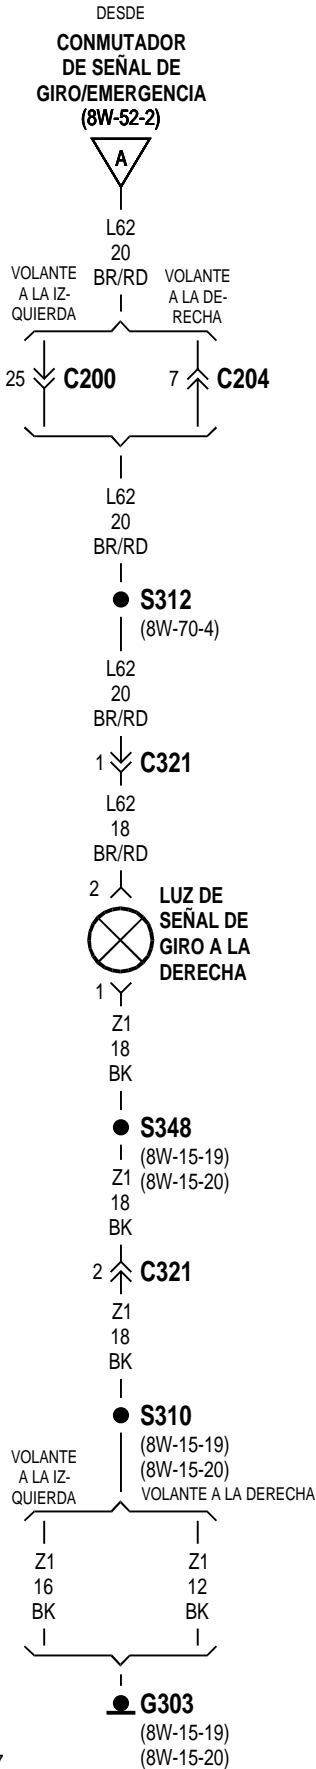 DESDE
CONMUTADOR
DE SEÑAL DE
GIRO/EMERGENCIA
(8W-52-2)
A
L62
20
BR/RD
VOLANTE
A LA IZ-
QUIERDA
VOLANTE
A LA DE-
RECHA
25 C200
7 C204
L62
20
BR/RD
S312
(8W-70-4)
L62
20
BR/RD
1 C321
L62
18
BR/RD
2
LUZ DE
SEÑAL DE
GIRO A LA
DERECHA
1
Z1
18
BK
S348
(8W-15-19)
(8W-15-20)
Z1
18
BK
2 C321
Z1
18
BK
S310
(8W-15-19)
(8W-15-20)
VOLANTE
A LA IZ-
QUIERDA
VOLANTE A LA DERECHA
Z1
16
BK
Z1
12
BK
G303
(8W-15-19)
(8W-15-20)